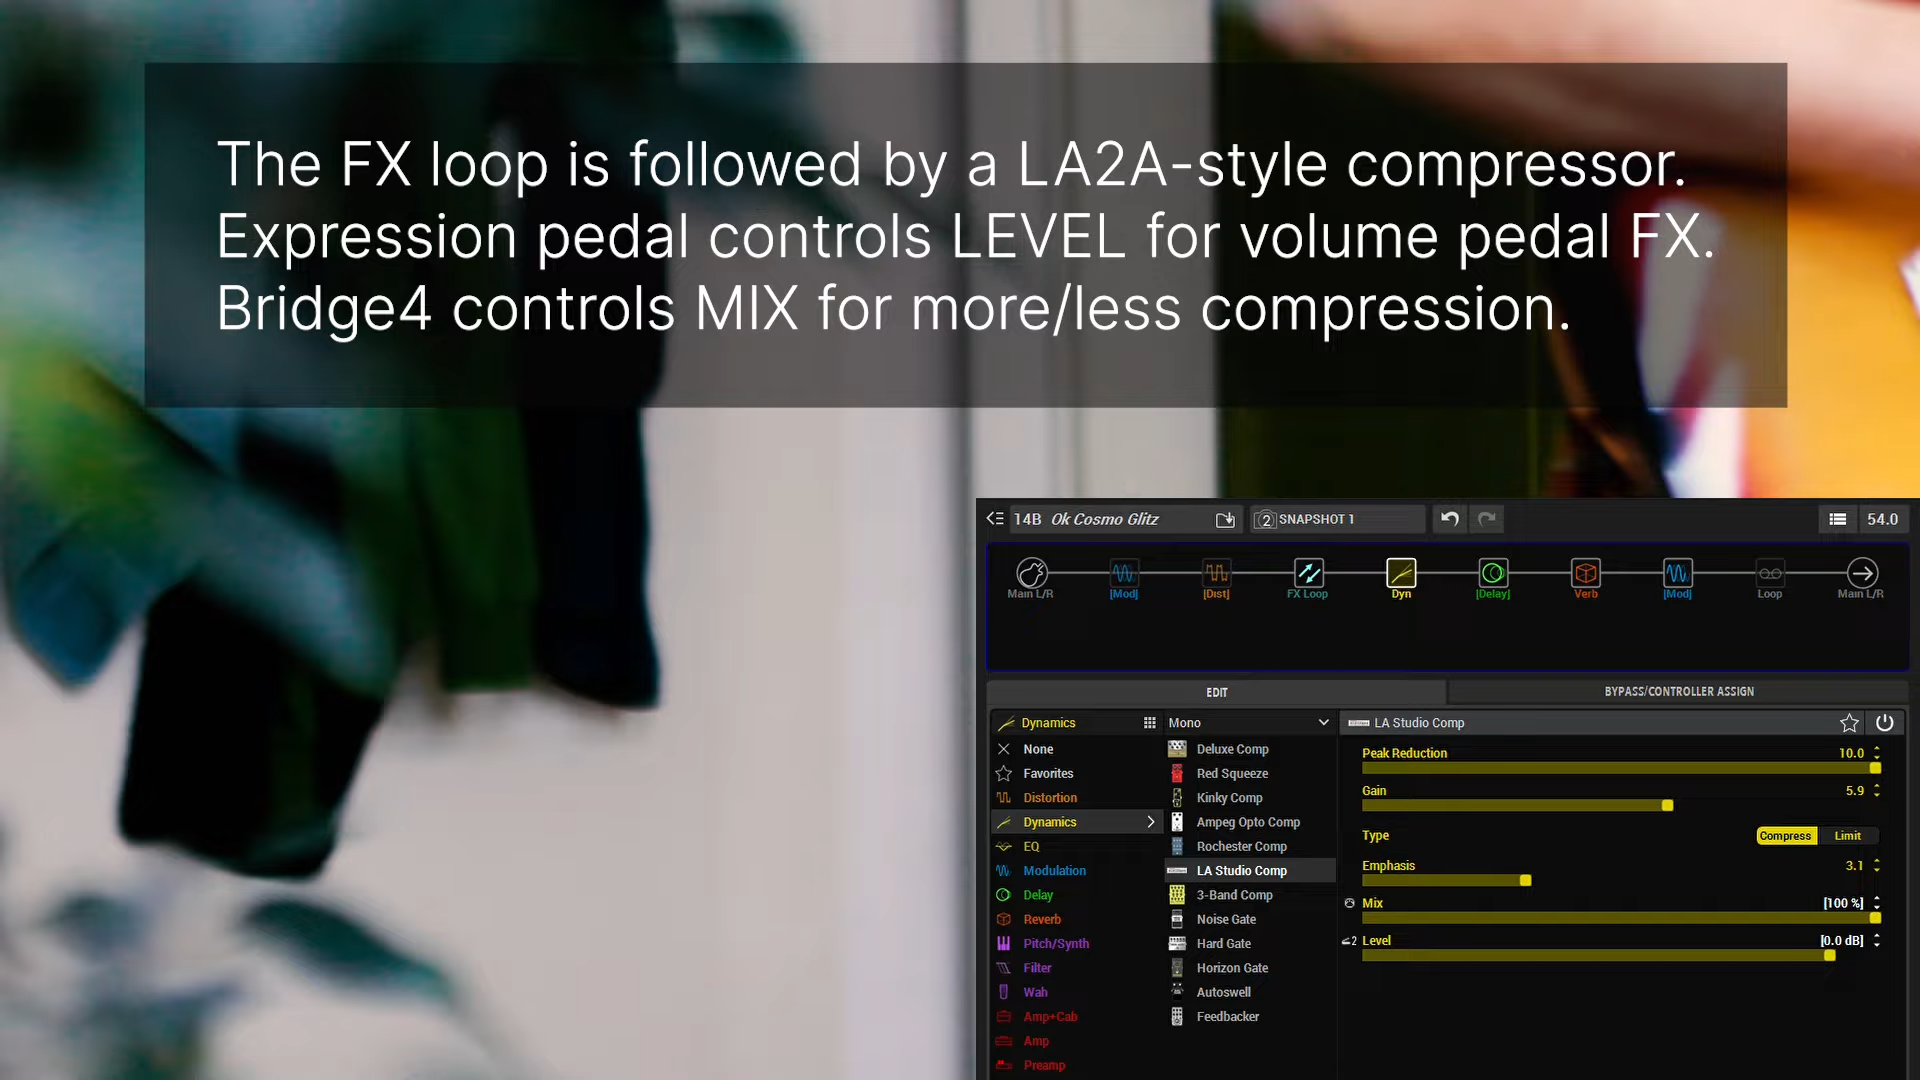 The FX loop is followed by a LA2A-style compressor.
Expression pedal controls LEVEL for volume pedal FX.
Bridge4 controls MIX for more/less compression.
14B Ok Cosmo Glitz
2 SNAPSHOT 1
54.0
Main L/R
[Mod]
[Dist]
FX Loop
Dyn
[Delay]
Verb
[Mod]
Loop
Main L/R
EDIT
BYPASS/CONTROLLER ASSIGN
Dynamics
None
Favorites
Distortion
Dynamics
EQ
Modulation
Delay
Reverb
Pitch/Synth
Filter
Wah
Amp+Cab
Amp
Preamp
Mono
Deluxe Comp
Red Squeeze
Kinky Comp
Ampeg Opto Comp
Rochester Comp
LA Studio Comp
3-Band Comp
Noise Gate
Hard Gate
Horizon Gate
Autoswell
Feedbacker
LA Studio Comp
Peak Reduction 10.0
Gain 5.9
Type Compress Limit
Emphasis 3.1
Mix [100 %]
2 Level [0.0 dB]